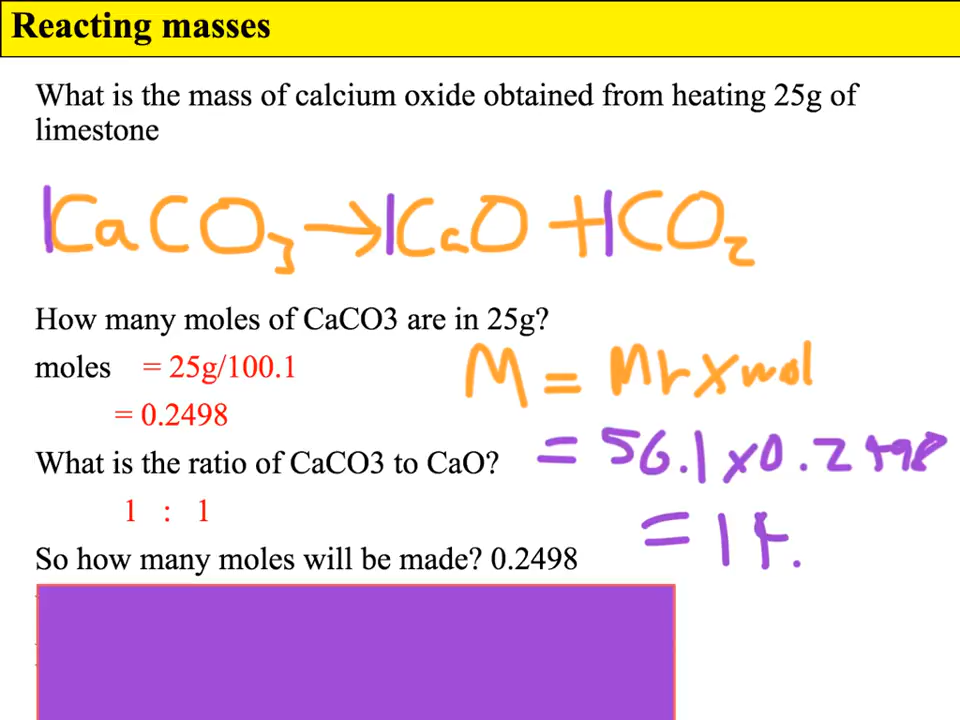 Reacting masses
What is the mass of calcium oxide obtained from heating 25g of
limestone
1CaCO3 → 1CaO + 1CO2
How many moles of CaCO3 are in 25g?
moles = 25g/100.1
= 0.2498
M = Mr x mol
= 56.1 x 0.2498
What is the ratio of CaCO3 to CaO?
1 : 1
= 14.
So how many moles will be made? 0.2498